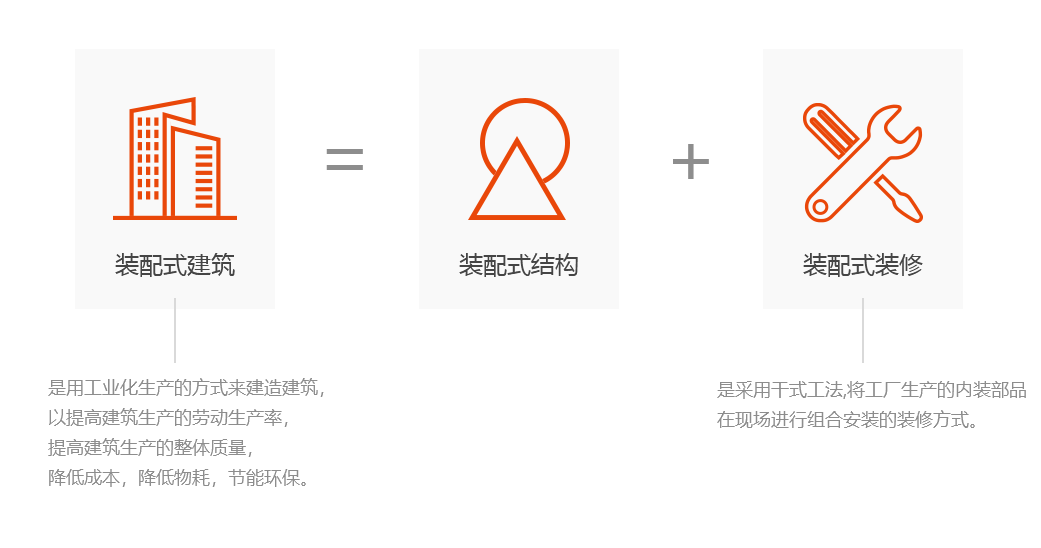 =
+
装配式建筑
装配式结构
装配式装修
是用工业化生产的方式来建造建筑，
以提高建筑生产的劳动生产率，
提高建筑生产的整体质量，
降低成本，降低物耗，节能环保。
是采用干式工法,将工厂生产的内装部品
在现场进行组合安装的装修方式。